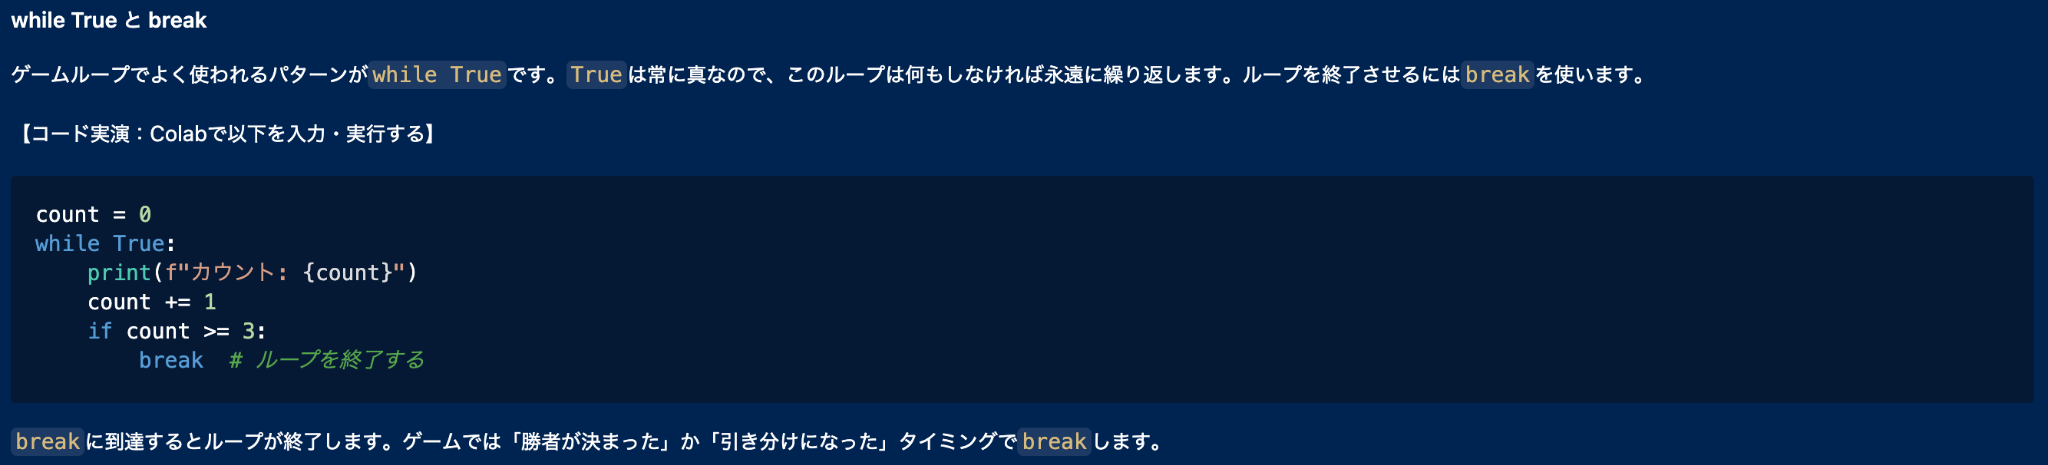 while True と break
ゲームループでよく使われるパターンがwhile Trueです。Trueは常に真なので、このループは何もしなければ永遠に繰り返します。ループを終了させるにはbreakを使います。
【コード実演：Colabで以下を入力・実行する】
count = 0
while True:
    print(f"カウント: {count}")
    count += 1
    if count >= 3:
        break  # ループを終了する
breakに到達するとループが終了します。ゲームでは「勝者が決まった」か「引き分けになった」タイミングでbreakします。